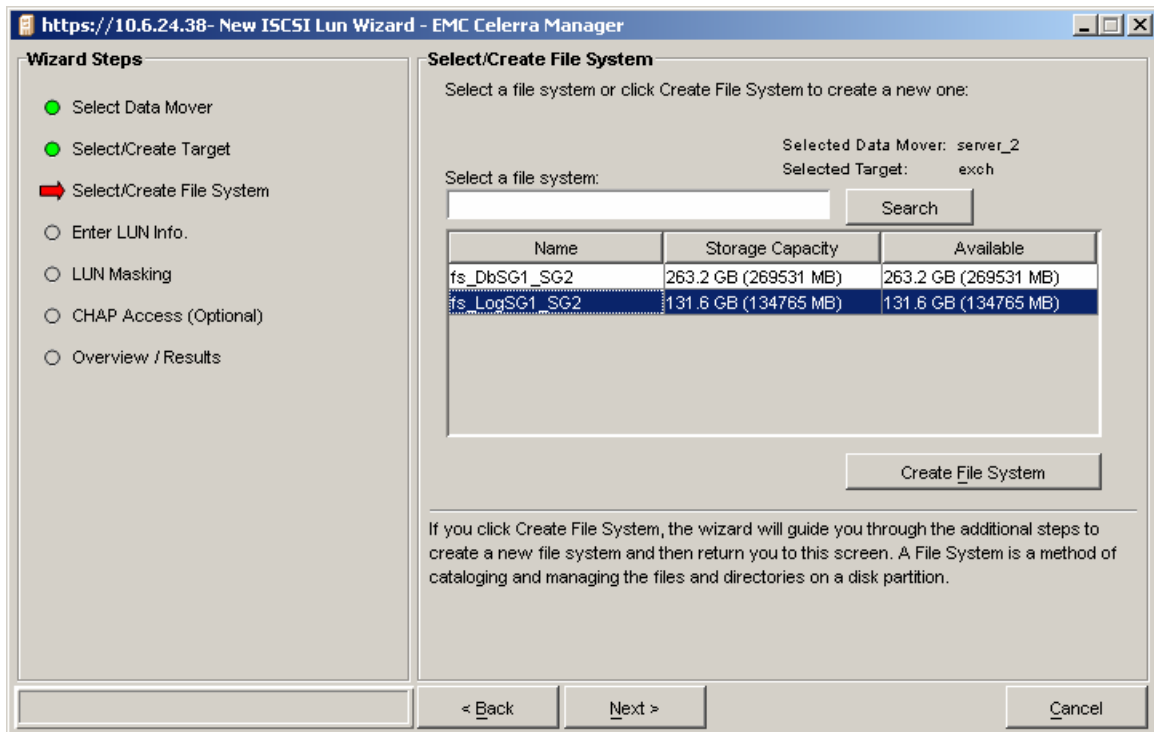 https://10.6.24.38- New ISCSI Lun Wizard - EMC Celerra Manager
Wizard Steps
Select Data Mover
Select/Create Target
Select/Create File System
Enter LUN Info.
LUN Masking
CHAP Access (Optional)
Overview / Results
Select/Create File System
Select a file system or click Create File System to create a new one:
Selected Data Mover: server_2
Selected Target: exch
Select a file system:
Search
Name Storage Capacity Available
fs_DbSG1_SG2 263.2 GB (269531 MB) 263.2 GB (269531 MB)
fs_LogSG1_SG2 131.6 GB (134765 MB) 131.6 GB (134765 MB)
Create File System
If you click Create File System, the wizard will guide you through the additional steps to
create a new file system and then return you to this screen. A File System is a method of
cataloging and managing the files and directories on a disk partition.
< Back Next > Cancel